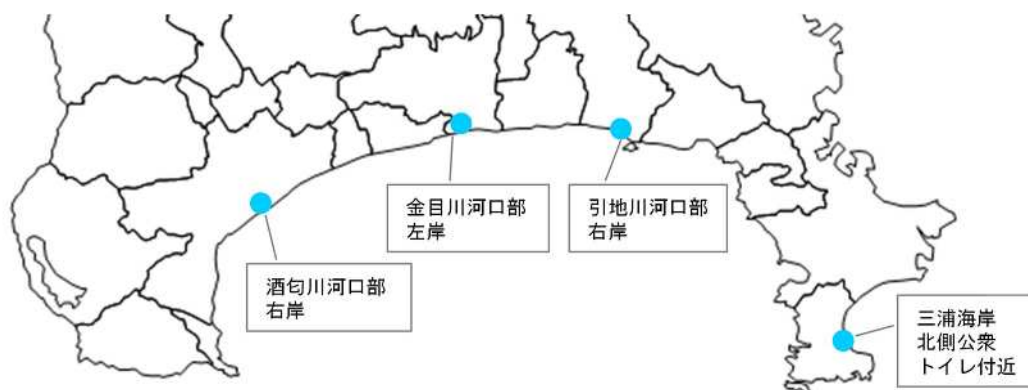 金目川河口部
左岸
引地川河口部
右岸
酒匂川河口部
右岸
三浦海岸
北側公衆
トイレ付近